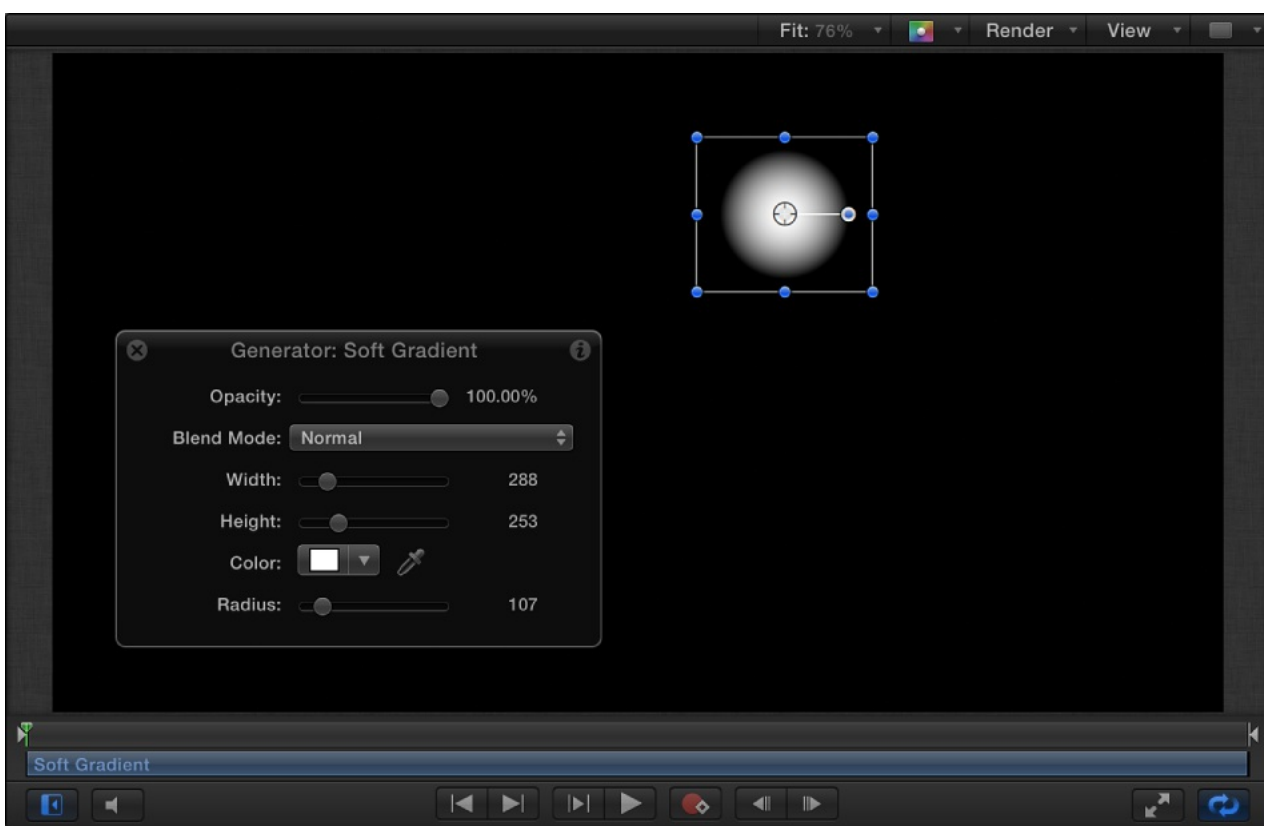 Fit: 76% Render View
Generator: Soft Gradient
Opacity: 100.00%
Blend Mode: Normal
Width: 288
Height: 253
Color:
Radius: 107
Soft Gradient